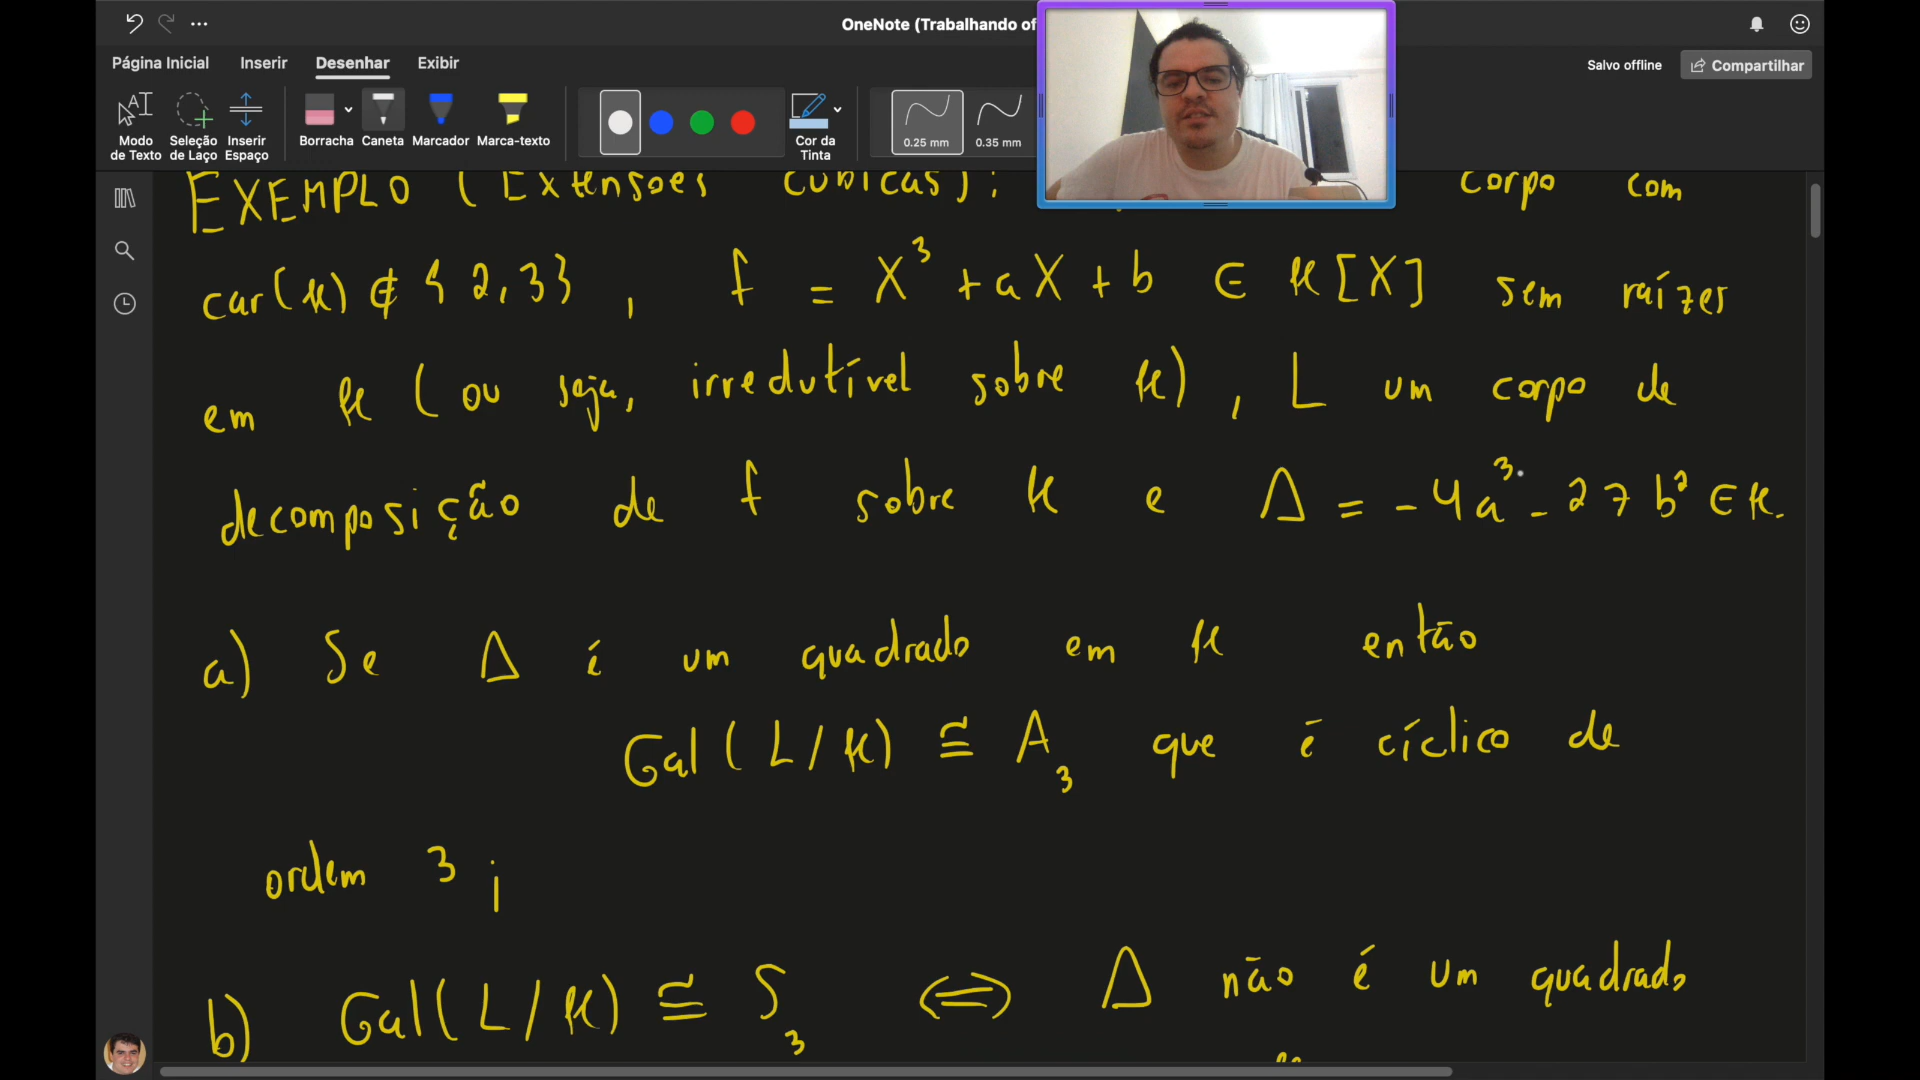 OneNote (Trabalhando of
Página Inicial Inserir Desenhar Exibir
Salvo offline Compartilhar
Modo de Texto
Seleção de Laço
Inserir Espaço
Borracha Caneta Marcador Marca-texto
Cor da Tinta
0.25 mm 0.35 mm
EXEMPLO (Extensões cúbicas): corpo com
car(K) ∉ {2,3}, f = X³ + aX + b ∈ K[X] sem raízes
em K (ou seja, irredutível sobre K), L um corpo de
decomposição de f sobre K e Δ = -4a³ - 27b² ∈ K.
a) Se Δ é um quadrado em K então
Gal(L/K) ≅ A₃ que é cíclico de
ordem 3;
b) Gal(L/K) ≅ S₃ ⟺ Δ não é um quadrado